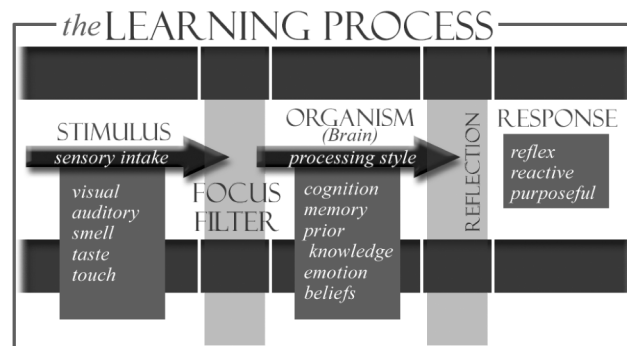 the LEARNING PROCESS
STIMULUS
sensory intake
visual
auditory
smell
taste
touch
FOCUS
FILTER
ORGANISM
(Brain)
processing style
cognition
memory
prior
knowledge
emotion
beliefs
REFLECTION
RESPONSE
reflex
reactive
purposeful